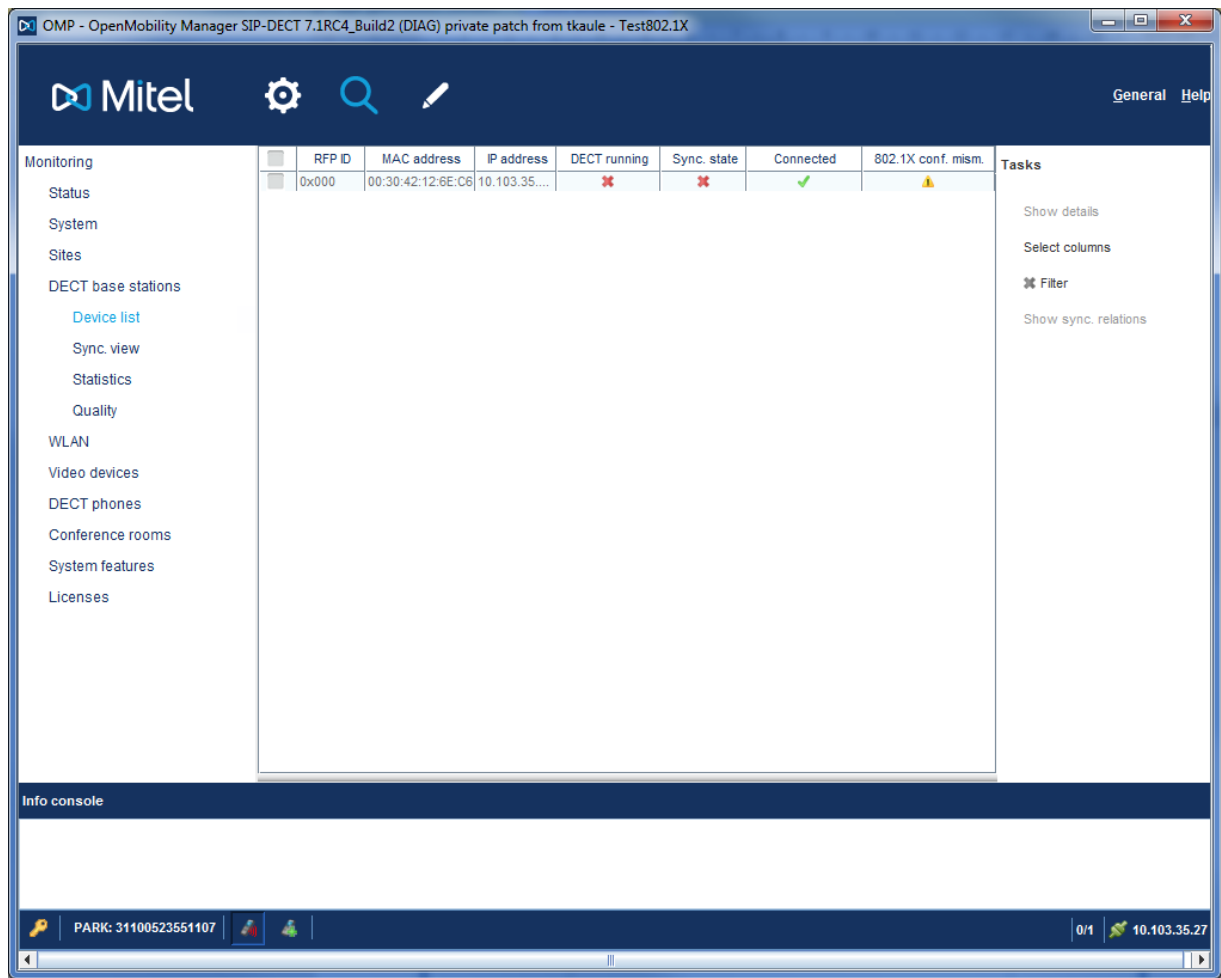 OMP - OpenMobility Manager SIP-DECT 7.1RC4_Build2 (DIAG) private patch from tkaule - Test802.1X
Mitel
General Help
Monitoring
Status
System
Sites
DECT base stations
Device list
Sync. view
Statistics
Quality
WLAN
Video devices
DECT phones
Conference rooms
System features
Licenses
RFP ID MAC address IP address DECT running Sync. state Connected 802.1X conf. mism.
0x000 00:30:42:12:6E:C6 10.103.35....
Tasks
Show details
Select columns
Filter
Show sync. relations
Info console
PARK: 31100523551107 0/1 10.103.35.27